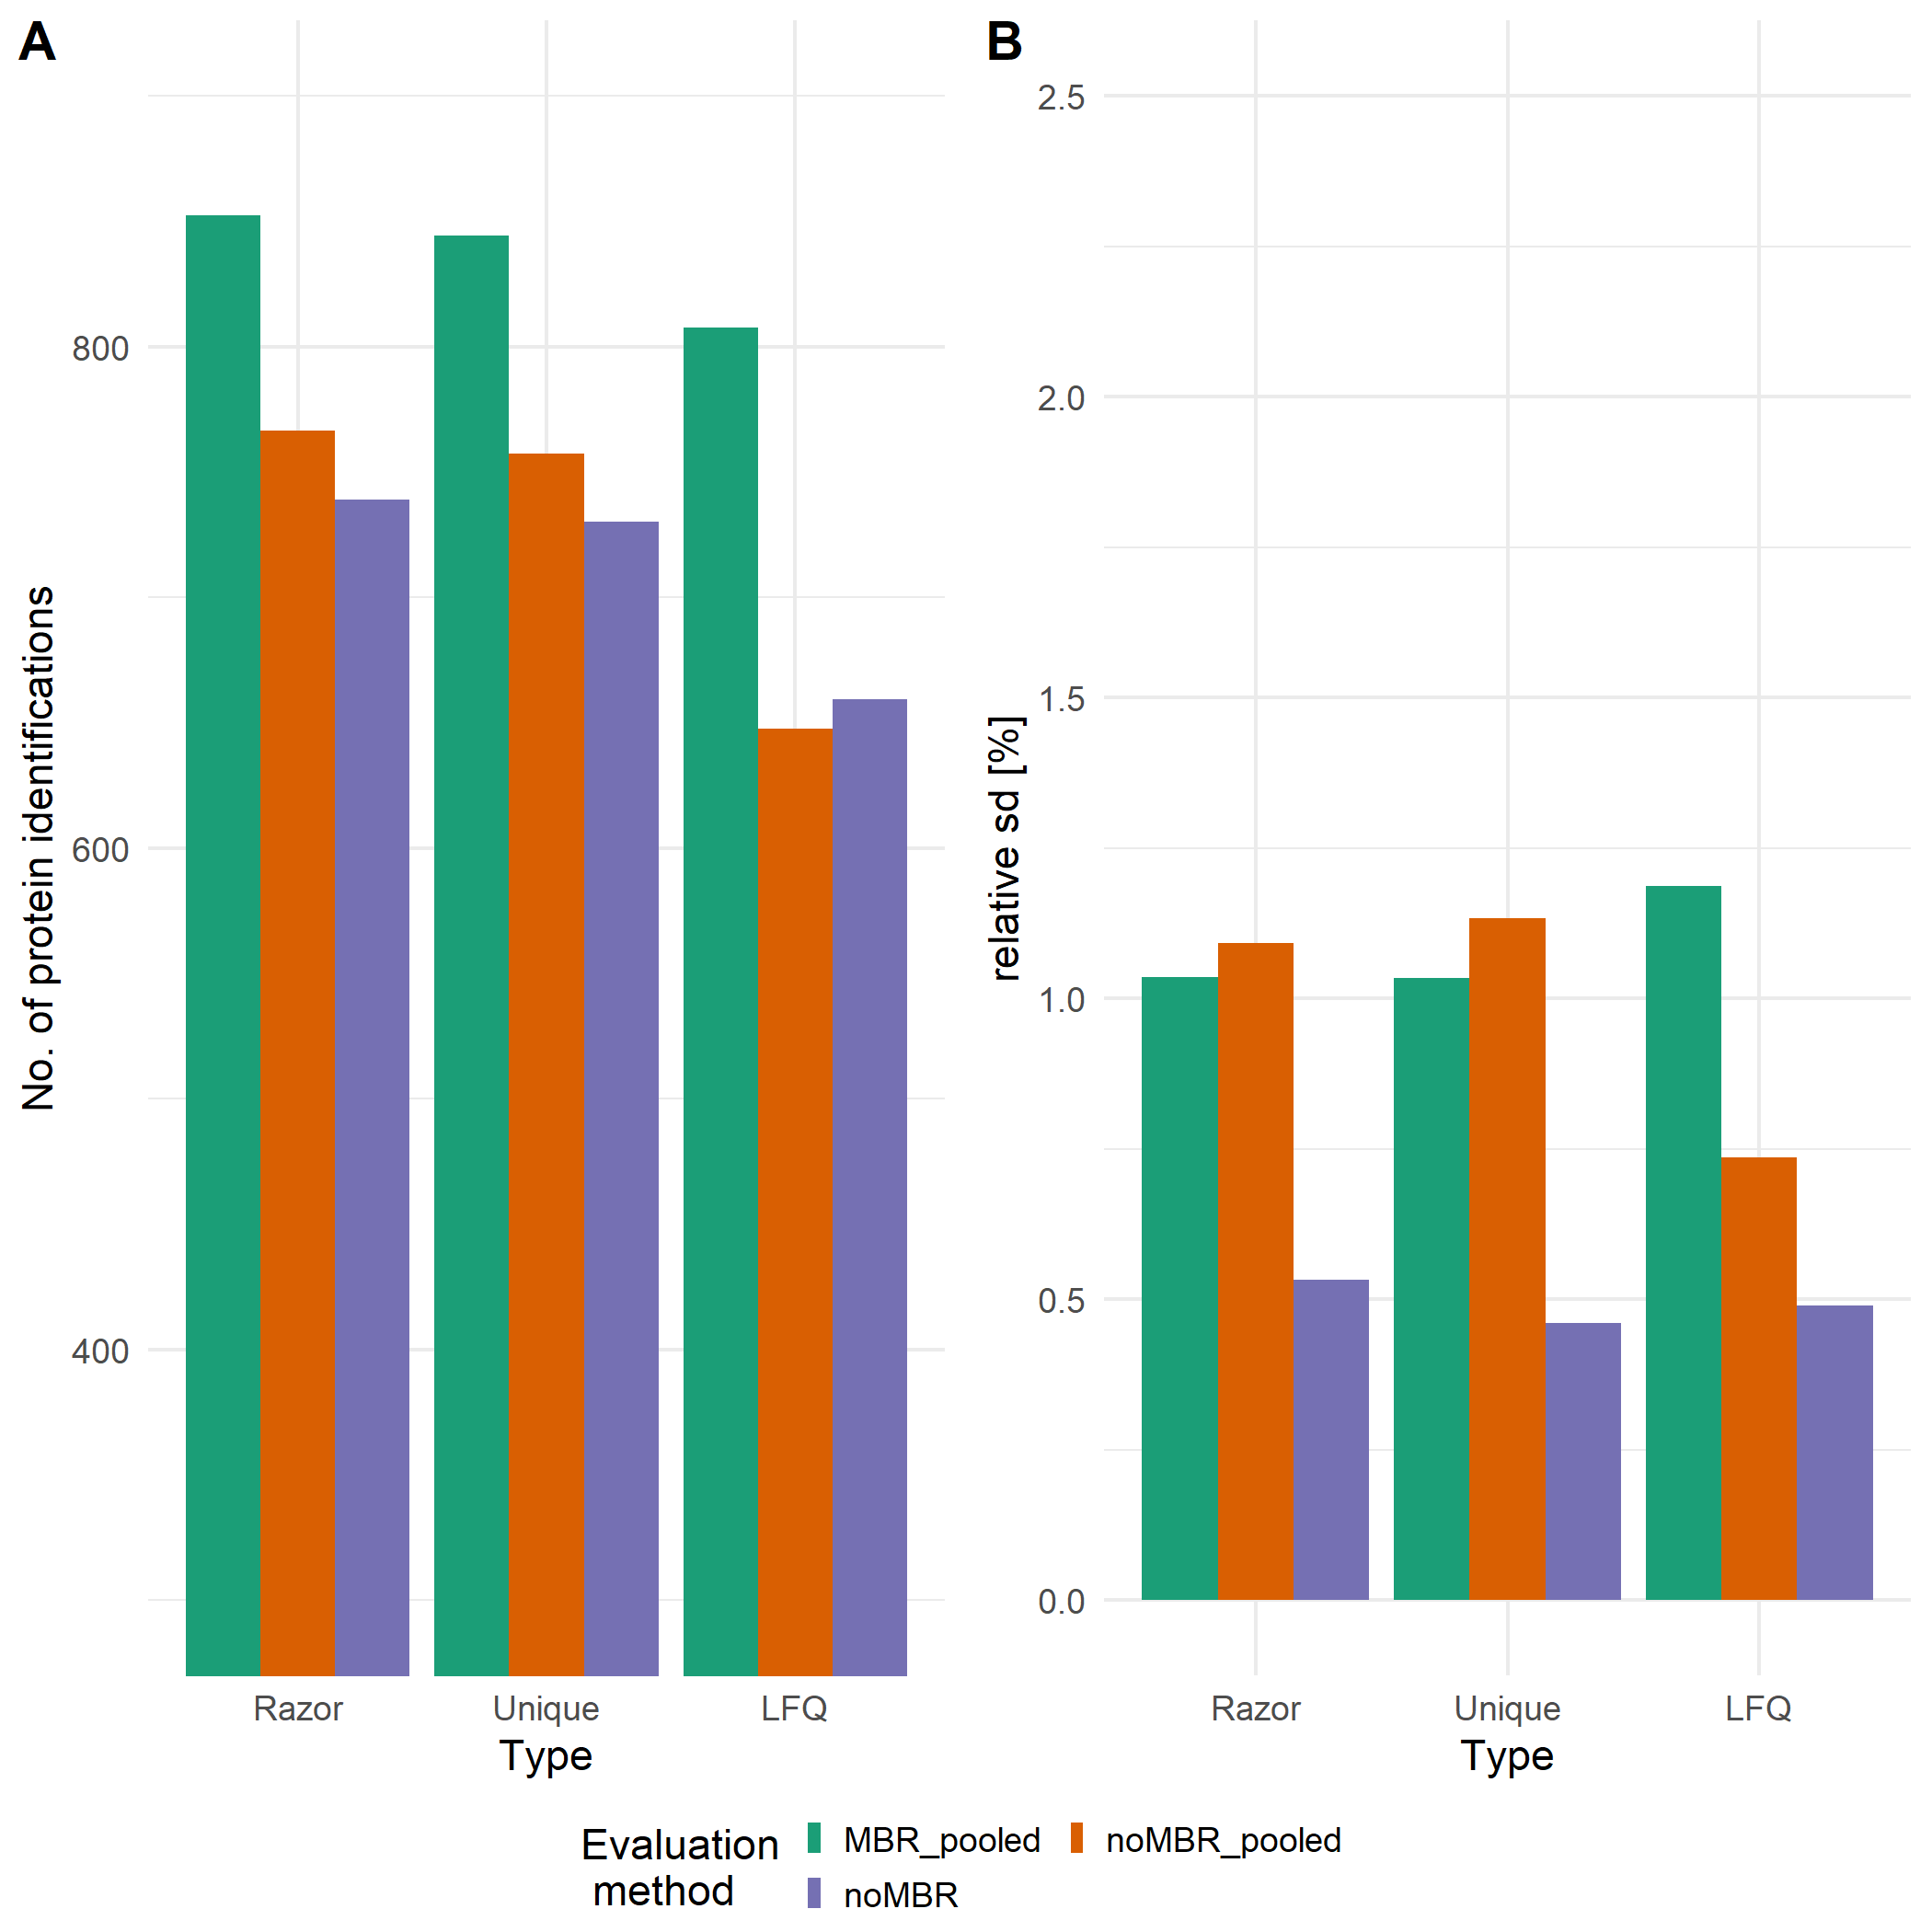 A
No. of protein identifications
800
600
400
Razor
Unique
LFQ
Type
B
relative sd [%]
2.5
2.0
1.5
1.0
0.5
0.0
Razor
Unique
LFQ
Type
Evaluation
method
MBR_pooled
noMBR_pooled
noMBR